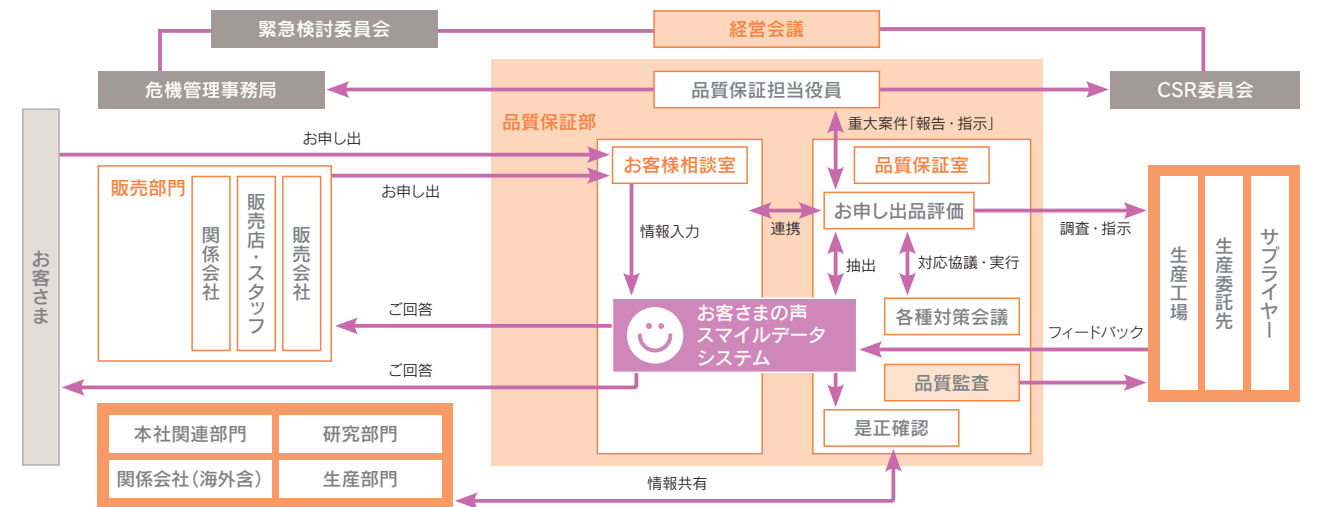 緊急検討委員会
経営会議
危機管理事務局
品質保証担当役員
CSR委員会
品質保証部
重大案件「報告・指示」
お申し出
お客様相談室
品質保証室
販売部門
お申し出
関係会社
販売店・スタッフ
販売会社
お客さま
情報入力
連携
お申し出品評価
調査・指示
抽出
対応協議・実行
生産工場
生産委託先
サプライヤー
ご回答
お客さまの声
スマイルデータ
システム
各種対策会議
フィードバック
ご回答
品質監査
是正確認
本社関連部門
研究部門
関係会社（海外含）
生産部門
情報共有